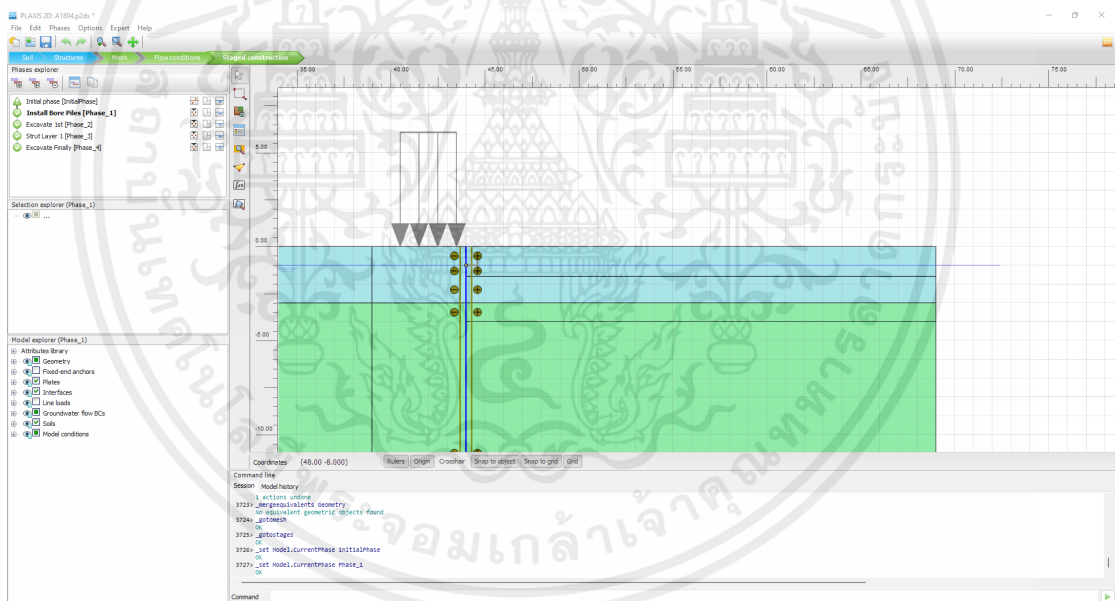 PLAXIS 2D: A1804.p2dx *
File Edit Phases Options Expert Help
Soil Structures Mesh Flow conditions Staged construction
Phases explorer
Initial phase [InitialPhase]
Install Bore Piles [Phase_1]
Excavate 1st [Phase_2]
Strut Layer 1 [Phase_3]
Excavate Finally [Phase_4]
Selection explorer (Phase_1)
...
Model explorer (Phase_1)
Attributes library
Geometry
Fixed-end anchors
Plates
Interfaces
Line loads
Groundwater flow BCs
Soils
Model conditions
35.00 40.00 45.00 50.00 55.00 60.00 65.00 70.00 75.00
5.00
0.00
-5.00
-10.00
Coordinates (48.00 -8.000) Rulers Origin Crosshair Snap to object Snap to grid Grid
Command line
Session Model history
1 actions undone
3723> _mergeequivalents Geometry
No equivalent geometric objects found
3724> _gotomesh
OK
3725> _gotostages
OK
3726> _set Model.CurrentPhase InitialPhase
OK
3727> _set Model.CurrentPhase Phase_1
OK
Command